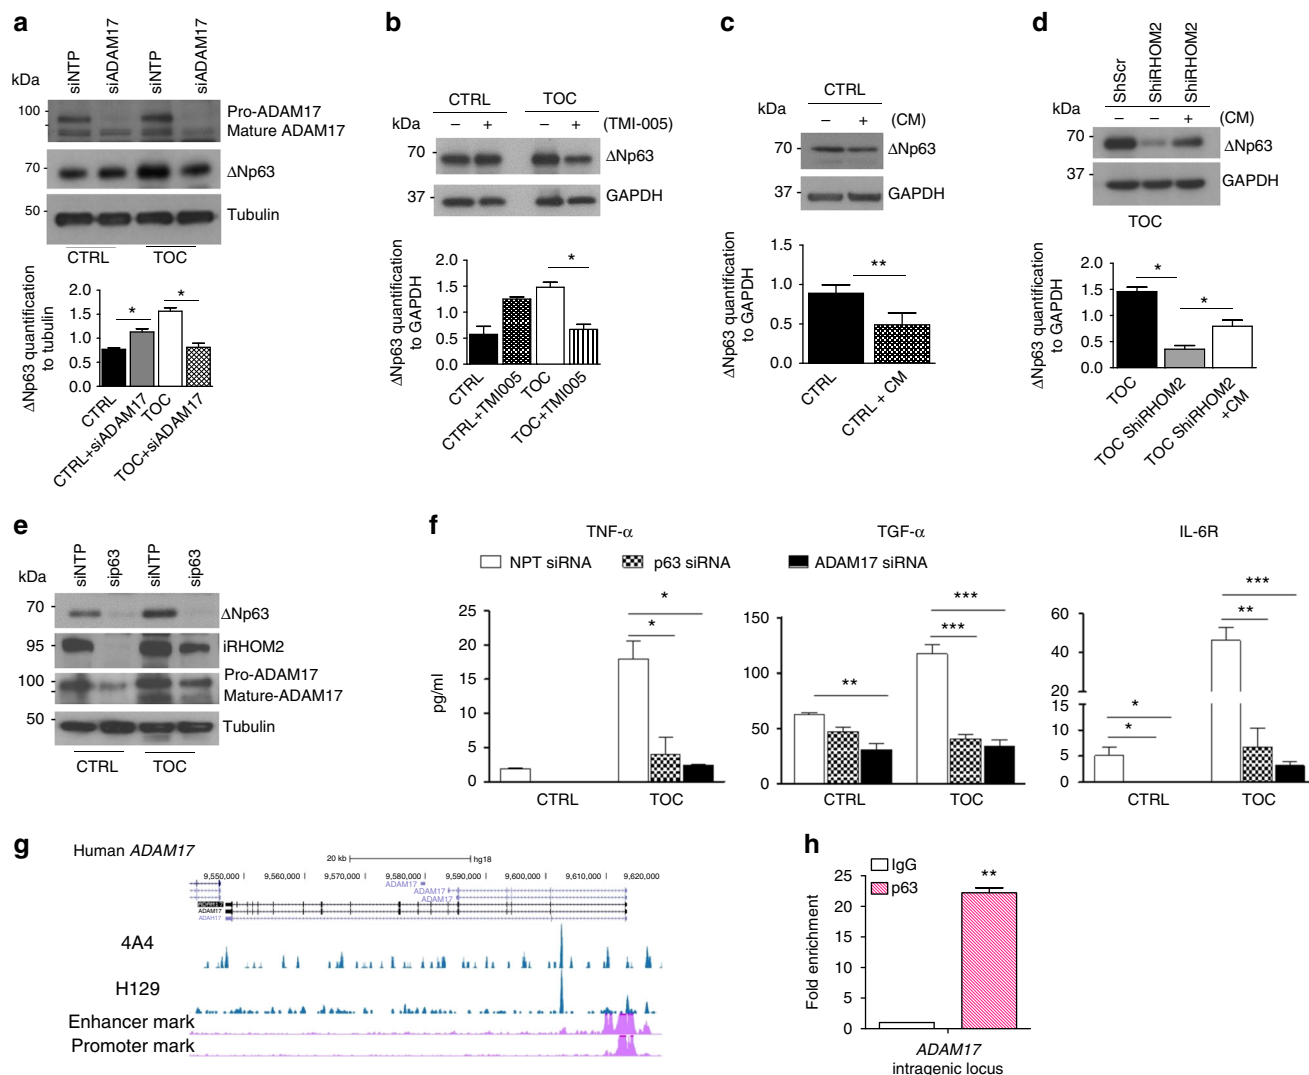 a
siNTP
siADAM17
siNTP
siADAM17
kDa
100
Pro-ADAM17
Mature ADAM17
70
ΔNp63
50
Tubulin
CTRL TOC
ΔNp63 quantification
to tubulin
2.0
1.5
1.0
0.5
0.0
*
*
CTRL
CTRL+siADAM17
TOC
TOC+siADAM17
b
CTRL TOC
kDa
− + − + (TMI-005)
70
ΔNp63
37
GAPDH
ΔNp63 quantification
to GAPDH
2.0
1.5
1.0
0.5
0.0
*
CTRL
CTRL+TMI005
TOC
TOC+TMI005
c
CTRL
kDa
− + (CM)
70
ΔNp63
37
GAPDH
ΔNp63 quantification
to GAPDH
1.5
1.0
0.5
0.0
**
CTRL
CTRL + CM
d
ShScr
ShiRHOM2
ShiRHOM2
kDa
− − + (CM)
70
ΔNp63
37
GAPDH
TOC
ΔNp63 quantification
to GAPDH
2.0
1.5
1.0
0.5
0.0
*
*
TOC
TOC ShiRHOM2
TOC ShiRHOM2
+CM
e
siNTP
sip63
siNTP
sip63
kDa
70
ΔNp63
95
iRHOM2
100
Pro-ADAM17
Mature-ADAM17
50
Tubulin
CTRL TOC
f
TNF-α TGF-α IL-6R
NPT siRNA p63 siRNA ADAM17 siRNA
pg/ml
25
20
15
10
5
0
*
*
CTRL TOC
150
100
50
0
**
***
***
CTRL TOC
60
40
20
15
10
5
0
*
*
***
**
CTRL TOC
g
Human ADAM17
20 kb hg18
9,550,000 9,560,000 9,570,000 9,580,000 9,590,000 9,600,000 9,610,000 9,620,000
ADAM17
ADAM17
ADAM17
ADAM17
ADAM17
ADAM17
4A4
H129
Enhancer mark
Promoter mark
h
IgG
p63
Fold enrichment
25
20
15
10
5
0
**
ADAM17
intragenic locus